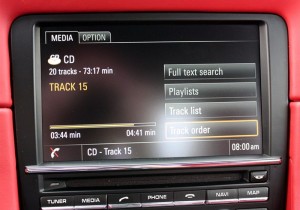 MEDIA OPTION
CD
20 tracks - 73:17 min
Full text search
TRACK 15
Playlists
Track list
03:44 min 04:41 min
Track order
CD - Track 15 08:00am
TUNER MEDIA NAVI MAP